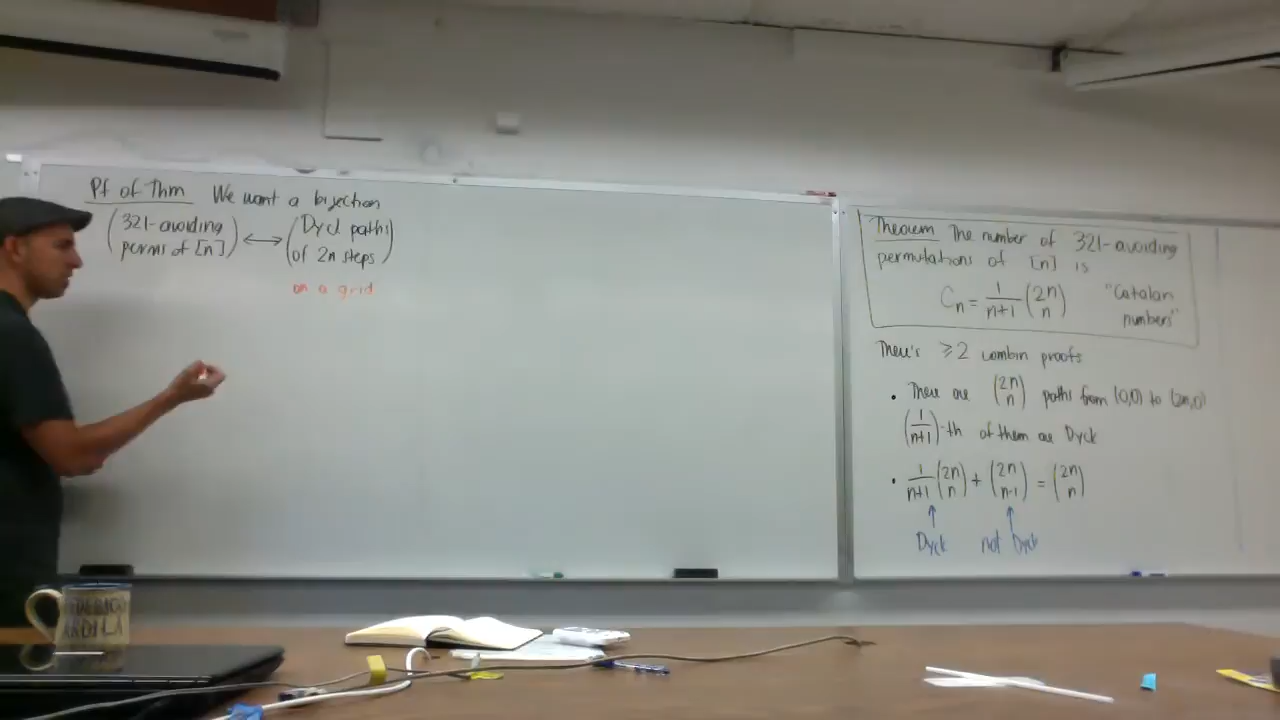 Pf of Thm We want a bijection
(321-avoiding perms of [n]) ↔ (Dyck paths of 2n steps)
on a grid
Theorem The number of 321-avoiding
permutations of [n] is
C_n = 1/(n+1) (2n n) "Catalan numbers"
There's ≥2 combin proofs
• There are (2n n) paths from (0,0) to (2n,0)
(1/(n+1))-th of them are Dyck
• 1/(n+1) (2n n) + (2n n-1) = (2n n)
↑ Dyck ↑ not Dyck
FEDERICO
ARDILA